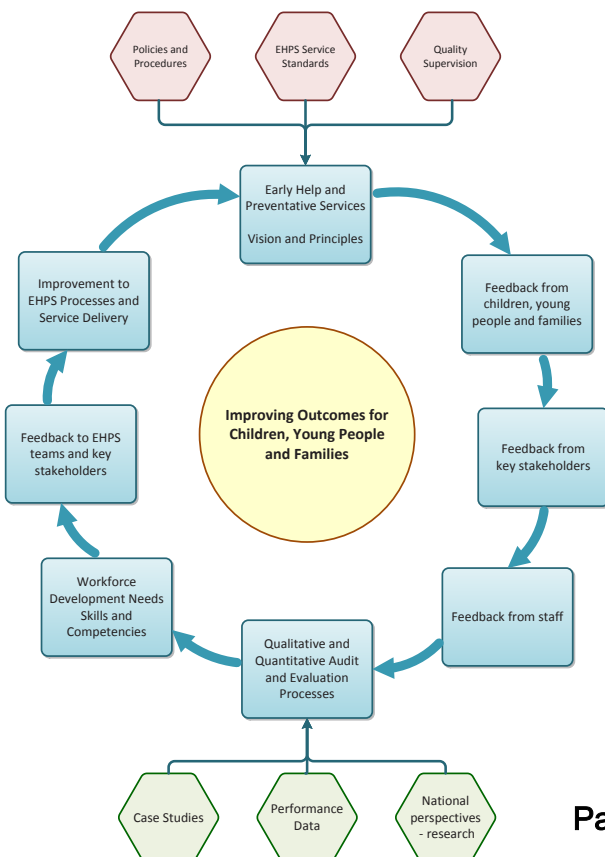 Policies and
Procedures
EHPS Service
Standards
Quality
Supervision
Early Help and
Preventative Services
Vision and Principles
Feedback from
children, young
people and families
Feedback from
key stakeholders
Feedback from staff
Qualitative and
Quantitative Audit
and Evaluation
Processes
Workforce
Development Needs
Skills and
Competencies
Feedback to EHPS
teams and key
stakeholders
Improvement to
EHPS Processes and
Service Delivery
Improving Outcomes for
Children, Young People
and Families
Case Studies
Performance
Data
National
perspectives
- research
Pa